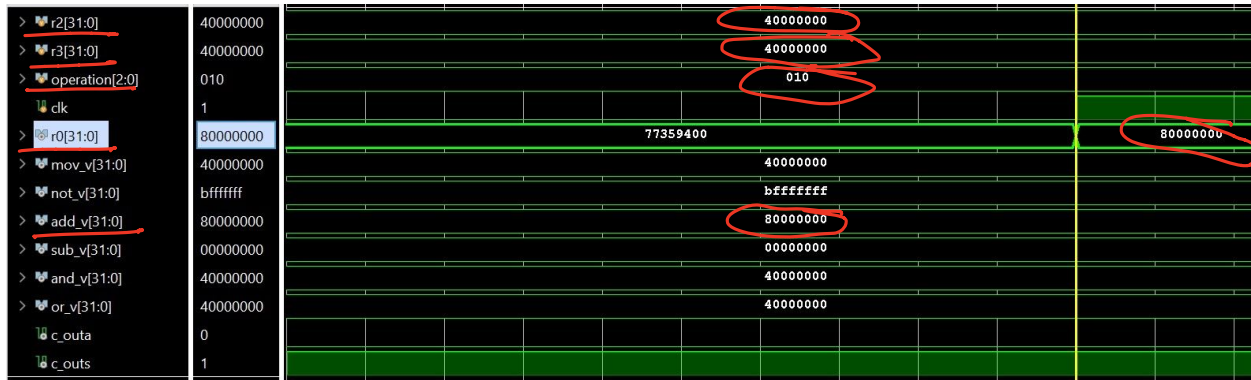 r2[31:0] 40000000 40000000
r3[31:0] 40000000 40000000
operation[2:0] 010 010
clk 1
r0[31:0] 80000000 77359400 80000000
mov_v[31:0] 40000000 40000000
not_v[31:0] bfffffff bfffffff
add_v[31:0] 80000000 80000000
sub_v[31:0] 00000000 00000000
and_v[31:0] 40000000 40000000
or_v[31:0] 40000000 40000000
c_outa 0
c_outs 1